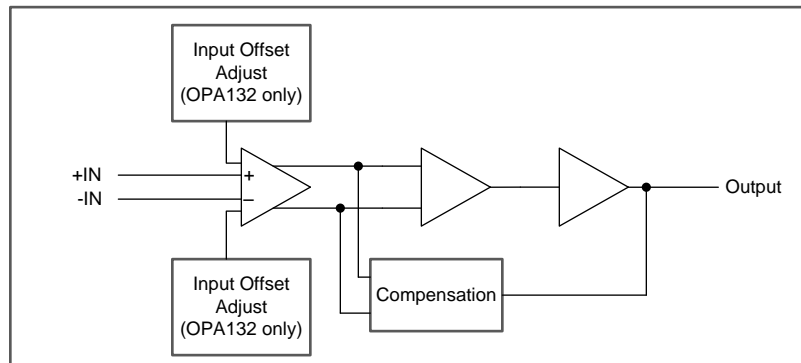 Input Offset
Adjust
(OPA132 only)
+IN
-IN
+
–
Output
Input Offset
Adjust
(OPA132 only)
Compensation